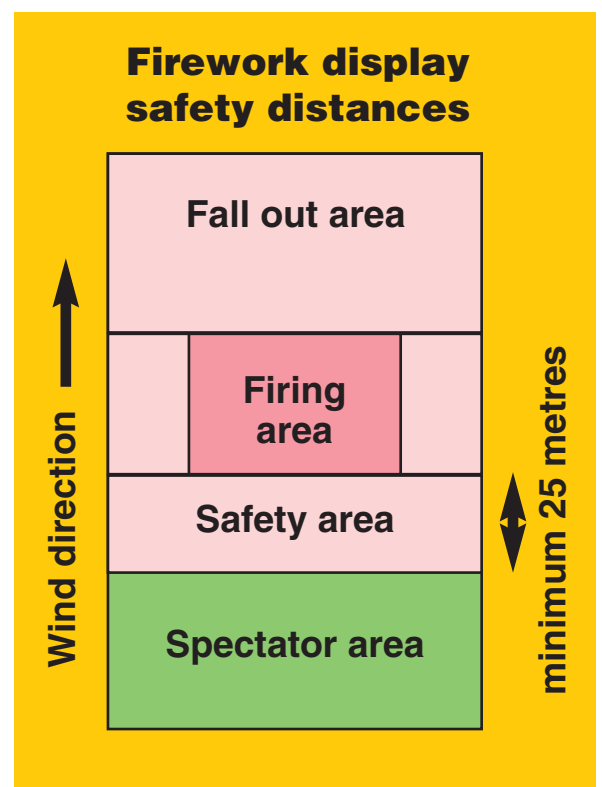 Firework display
safety distances
Fall out area
Wind direction
Firing
area
Safety area
minimum 25 metres
Spectator area